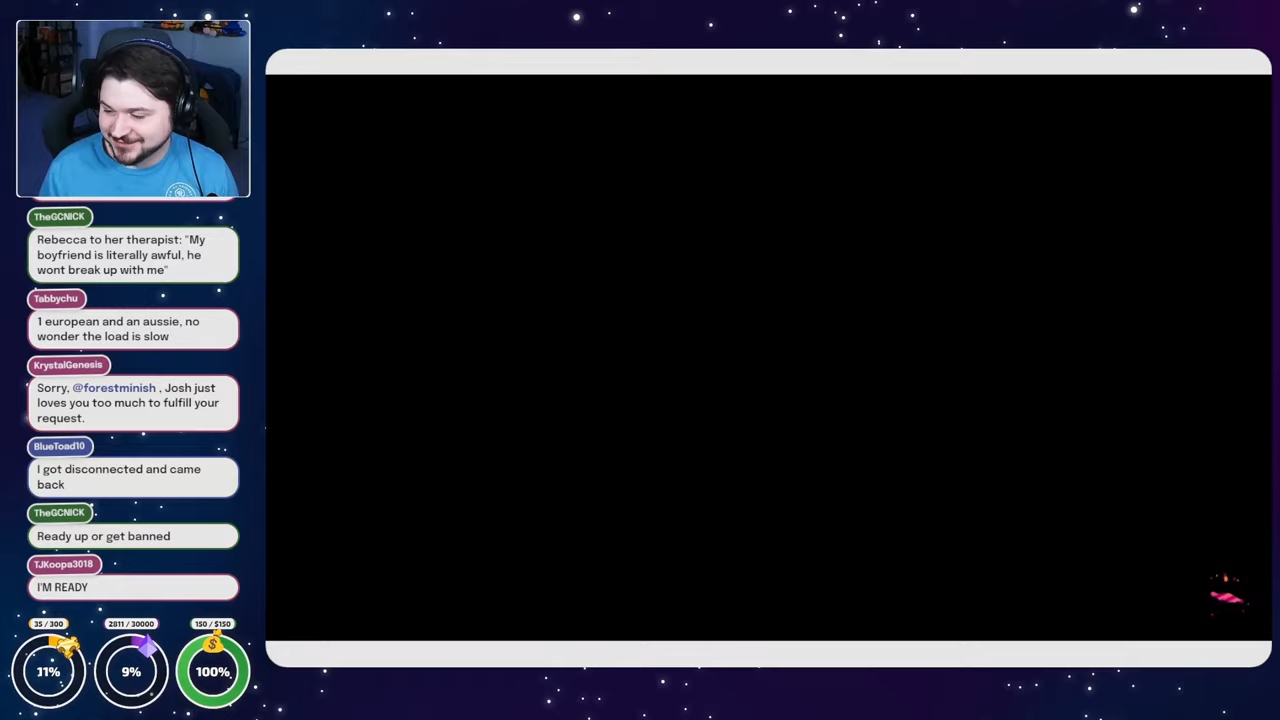 TheGCNICK
Rebecca to her therapist: "My
boyfriend is literally awful, he
wont break up with me"
Tabbychu
1 european and an aussie, no
wonder the load is slow
KrystalGenesis
Sorry, @forestminish , Josh just
loves you too much to fulfill your
request.
BlueToad10
I got disconnected and came
back
TheGCNICK
Ready up or get banned
TJKoopa3018
I'M READY
35 / 300
2811 / 30000
150 / $150
11%
9%
100%